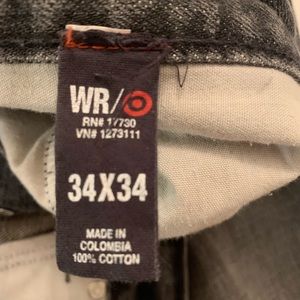 WR/
RN# 17730
VN# 1273111
34X34
MADE IN
COLOMBIA
100% COTTON